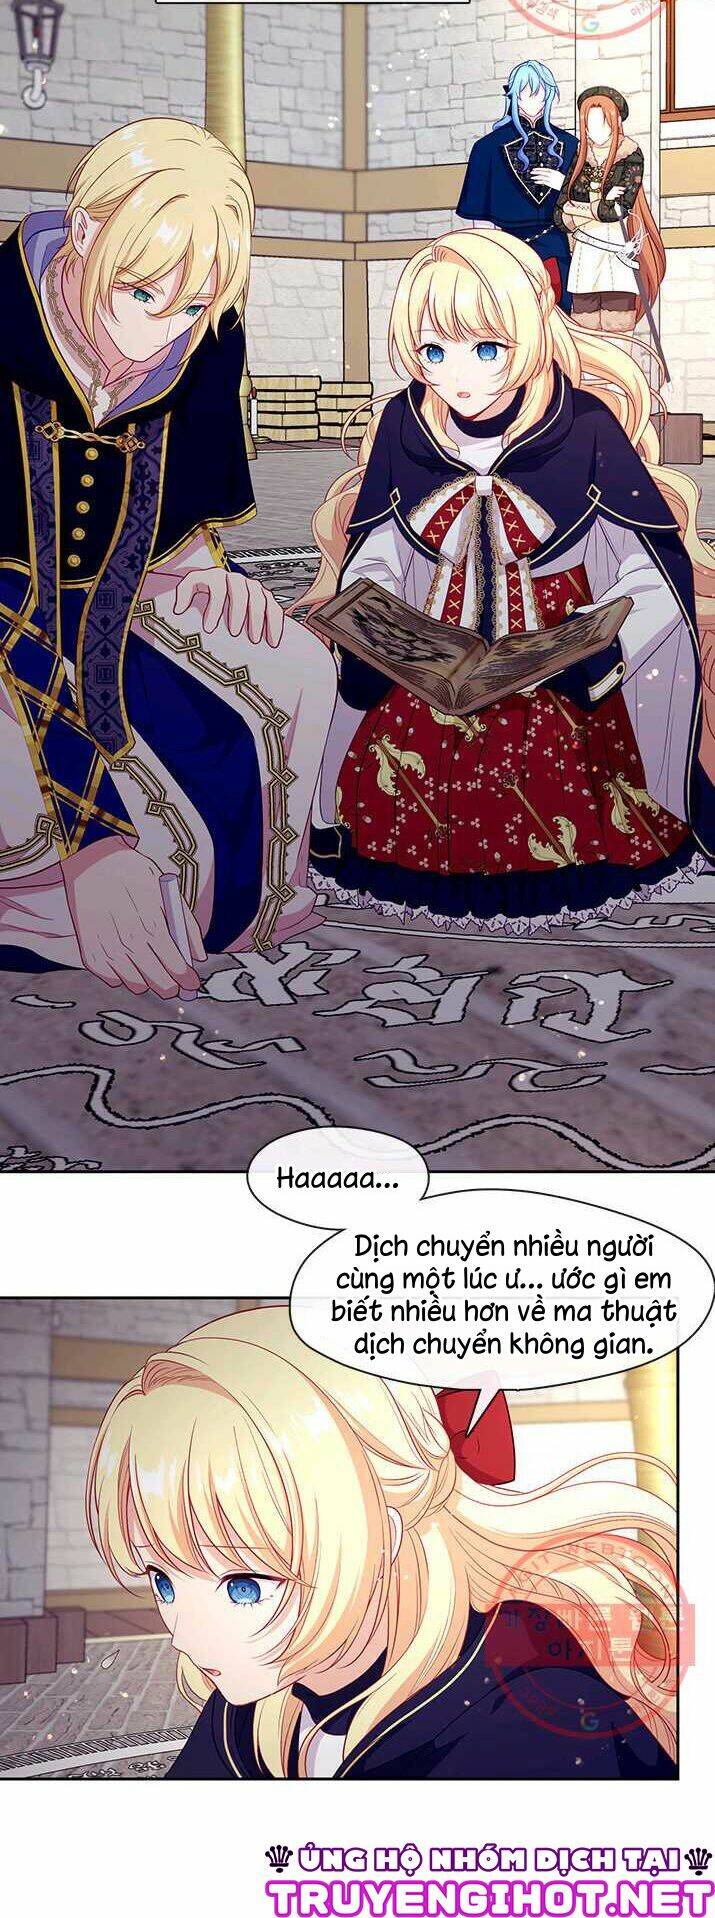 Haaaaa...
Dịch chuyển nhiều người
cùng một lúc ư... ước gì em
biết nhiều hơn về ma thuật
dịch chuyển không gian.
ỦNG HỘ NHÓM DỊCH TẠI
TRUYENGIHOT.NET